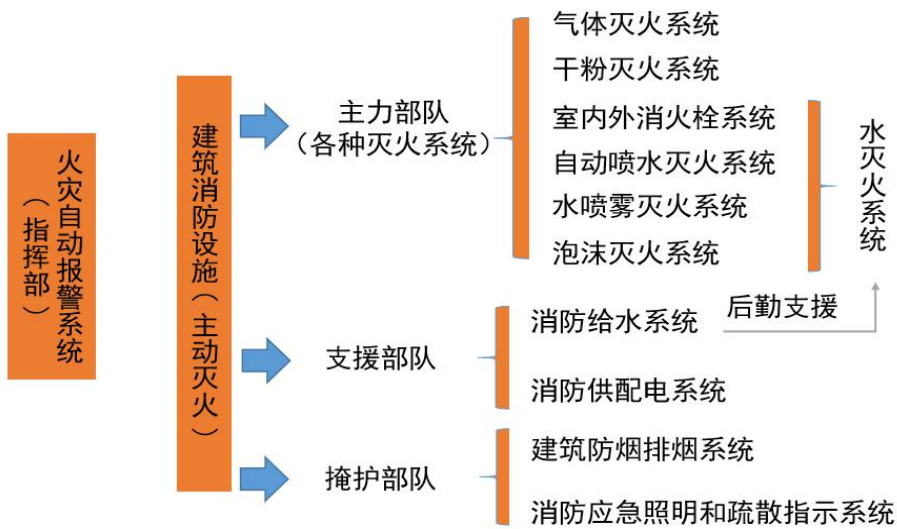 火灾自动报警系统
（指挥部）
建筑消防设施（主动灭火）
主力部队
（各种灭火系统）
气体灭火系统
干粉灭火系统
室内外消火栓系统
自动喷水灭火系统
水喷雾灭火系统
泡沫灭火系统
水灭火系统
支援部队
消防给水系统
后勤支援
消防供配电系统
掩护部队
建筑防烟排烟系统
消防应急照明和疏散指示系统